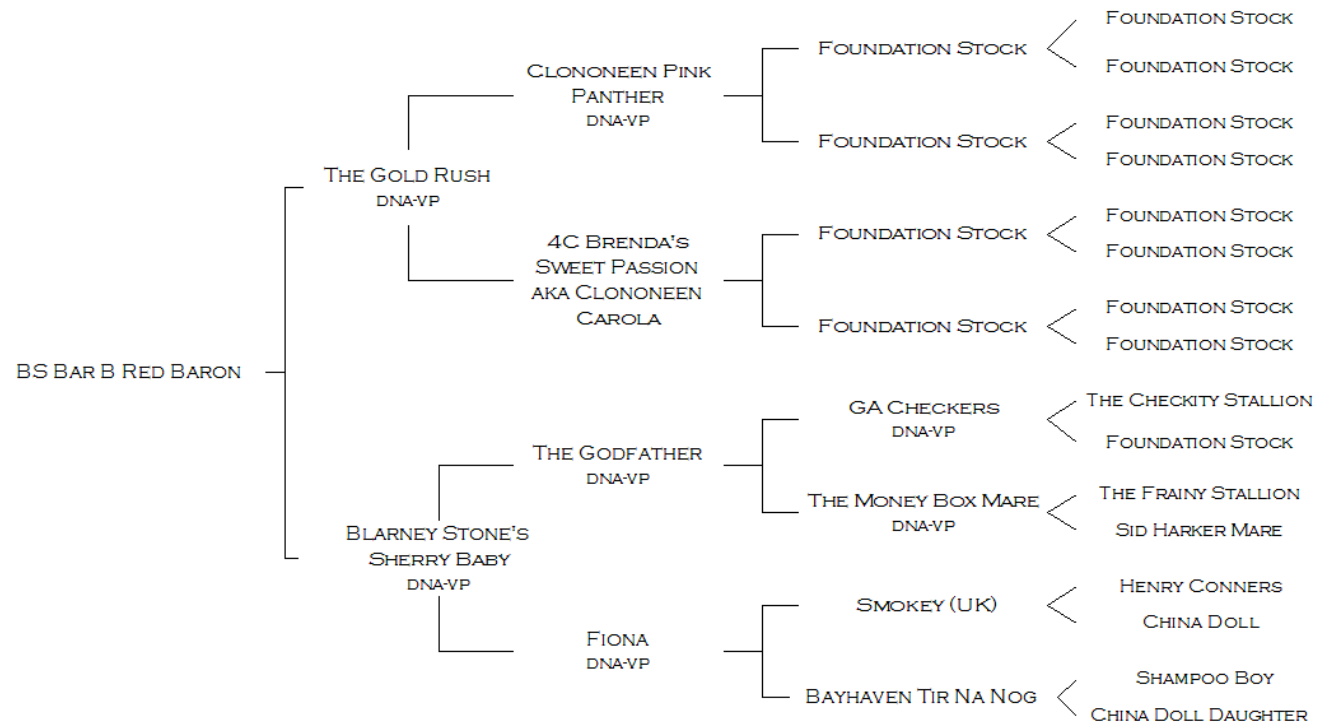 Foundation Stock
Foundation Stock
Foundation Stock
Clononeen Pink
Panther
DNA-VP
Foundation Stock
Foundation Stock
Foundation Stock
The Gold Rush
DNA-VP
Foundation Stock
Foundation Stock
Foundation Stock
4C Brenda's
Sweet Passion
aka Clononeen
Carola
Foundation Stock
Foundation Stock
Foundation Stock
BS Bar B Red Baron
GA Checkers
DNA-VP
The Checkity Stallion
Foundation Stock
The Godfather
DNA-VP
The Money Box Mare
DNA-VP
The Frainy Stallion
Sid Harker Mare
Blarney Stone's
Sherry Baby
DNA-VP
Smokey (UK)
Henry Conners
China Doll
Fiona
DNA-VP
Bayhaven Tir Na Nog
Shampoo Boy
China Doll Daughter